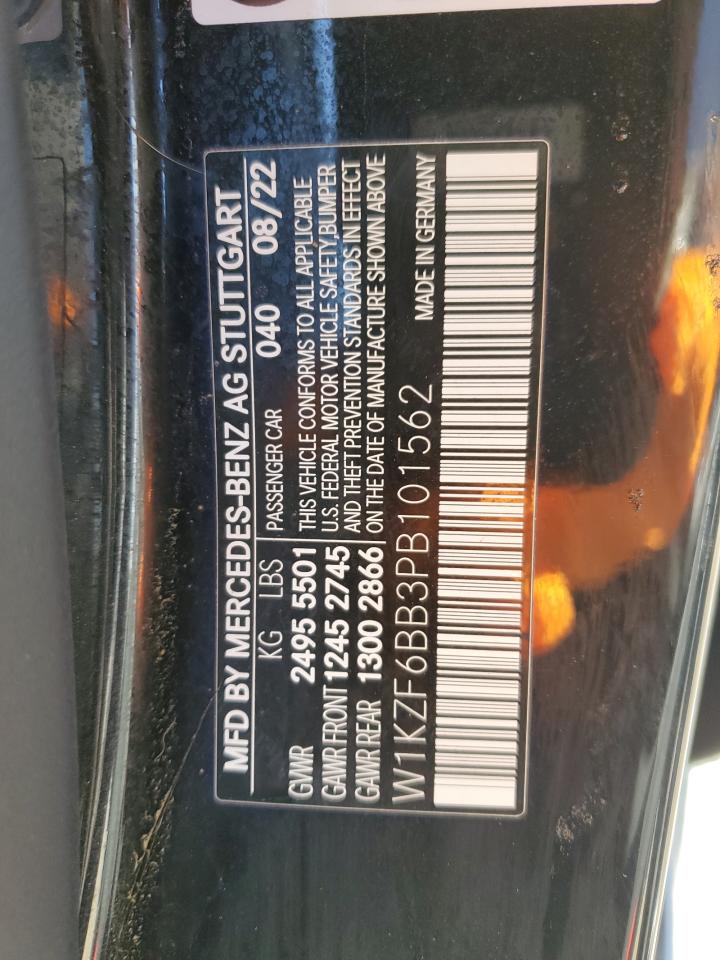 MFD BY MERCEDES-BENZ AG STUTTGART
KG LBS PASSENGER CAR 040 08/22
GVWR 2495 5501 THIS VEHICLE CONFORMS TO ALL APPLICABLE
GAWR FRONT 1245 2745 U.S. FEDERAL MOTOR VEHICLE SAFETY, BUMPER
GAWR REAR 1300 2866 AND THEFT PREVENTION STANDARDS IN EFFECT
ON THE DATE OF MANUFACTURE SHOWN ABOVE
W1KZF6BB3PB101562 MADE IN GERMANY